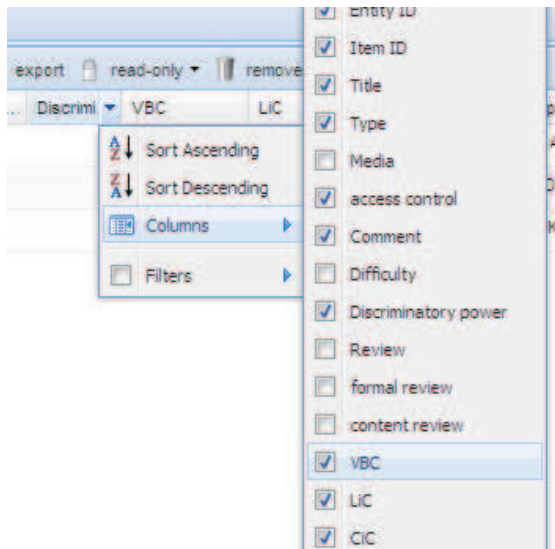 export read-only remove
... Discrimi VBC LiC
Sort Ascending
Sort Descending
Columns
Filters
Entity ID
Item ID
Title
Type
Media
access control
Comment
Difficulty
Discriminatory power
Review
formal review
content review
VBC
LiC
CiC